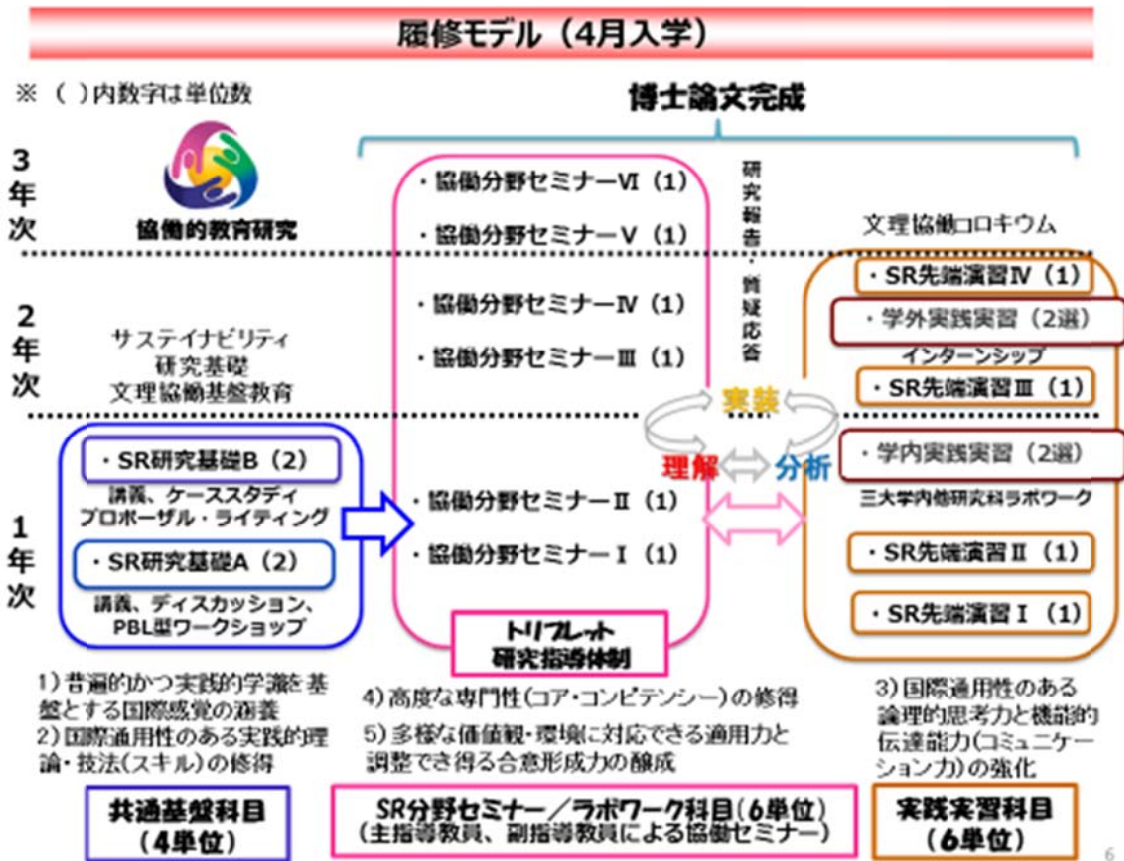 履修モデル（4月入学）
※（ ）内数字は単位数
博士論文完成
3年次
協働的教育研究
・協働分野セミナーⅥ（1）
・協働分野セミナーⅤ（1）
研究報告・質疑応答
文理協働コロキウム
2年次
サステイナビリティ
研究基礎
文理協働基盤教育
・協働分野セミナーⅣ（1）
・協働分野セミナーⅢ（1）
・SR先端演習Ⅳ（1）
・学外実践実習（2選）
インターンシップ
・SR先端演習Ⅲ（1）
実装
理解
分析
1年次
・SR研究基礎B（2）
講義、ケーススタディ
プロポーザル・ライティング
・SR研究基礎A（2）
講義、ディスカッション、
PBL型ワークショップ
・協働分野セミナーⅡ（1）
・協働分野セミナーⅠ（1）
トリプレット
研究指導体制
・学内実践実習（2選）
三大学内他研究科ラボワーク
・SR先端演習Ⅱ（1）
・SR先端演習Ⅰ（1）
1）普遍的かつ実践的学識を基
盤とする国際感覚の涵養
2）国際通用性のある実践的理
論・技法(スキル)の修得
4）高度な専門性(コア・コンピテンシー)の修得
5）多様な価値観・環境に対応できる適用力と
調整でき得る合意形成力の醸成
3）国際通用性のある
論理的思考力と機能的
伝達能力(コミュニケー
ション力)の強化
共通基盤科目
（4単位）
SR分野セミナー／ラボワーク科目(6単位)
（主指導教員、副指導教員による協働セミナー）
実践実習科目
（6単位）
6